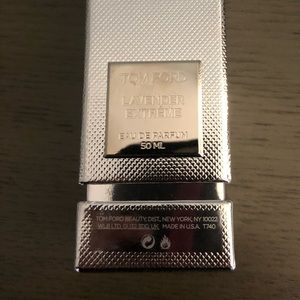 TOM FORD
LAVENDER
EXTRÊME
EAU DE PARFUM
50 ML
TOM FORD BEAUTY, DIST., NEW YORK, NY 10022
MADE IN U.S.A. T740